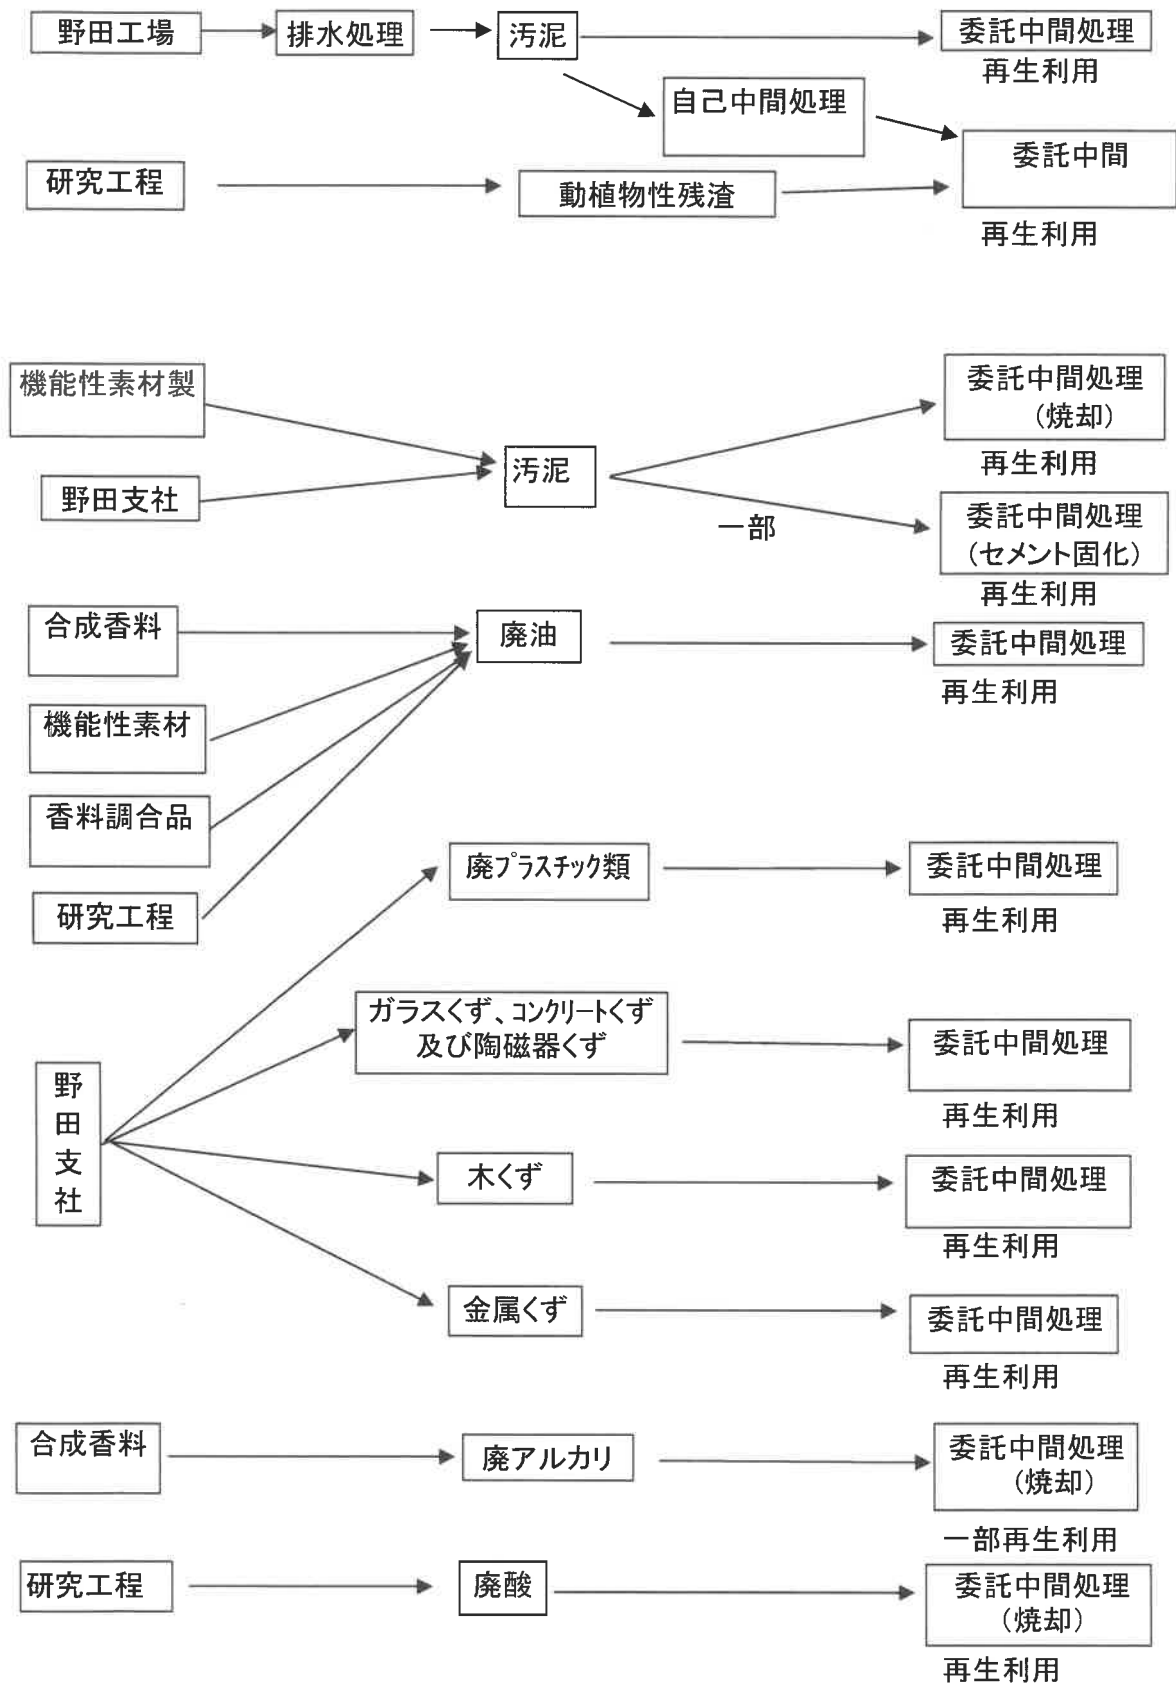 野田工場
排水処理
汚泥
委託中間処理
再生利用
自己中間処理
委託中間
研究工程
動植物性残渣
再生利用
機能性素材製
委託中間処理
(焼却)
再生利用
汚泥
野田支社
一部
委託中間処理
(セメント固化)
再生利用
合成香料
廃油
委託中間処理
再生利用
機能性素材
香料調合品
研究工程
廃プラスチック類
委託中間処理
再生利用
ガラスくず、コンクリートくず
及び陶磁器くず
委託中間処理
再生利用
野田支社
木くず
委託中間処理
再生利用
金属くず
委託中間処理
再生利用
合成香料
廃アルカリ
委託中間処理
(焼却)
一部再生利用
研究工程
廃酸
委託中間処理
(焼却)
再生利用